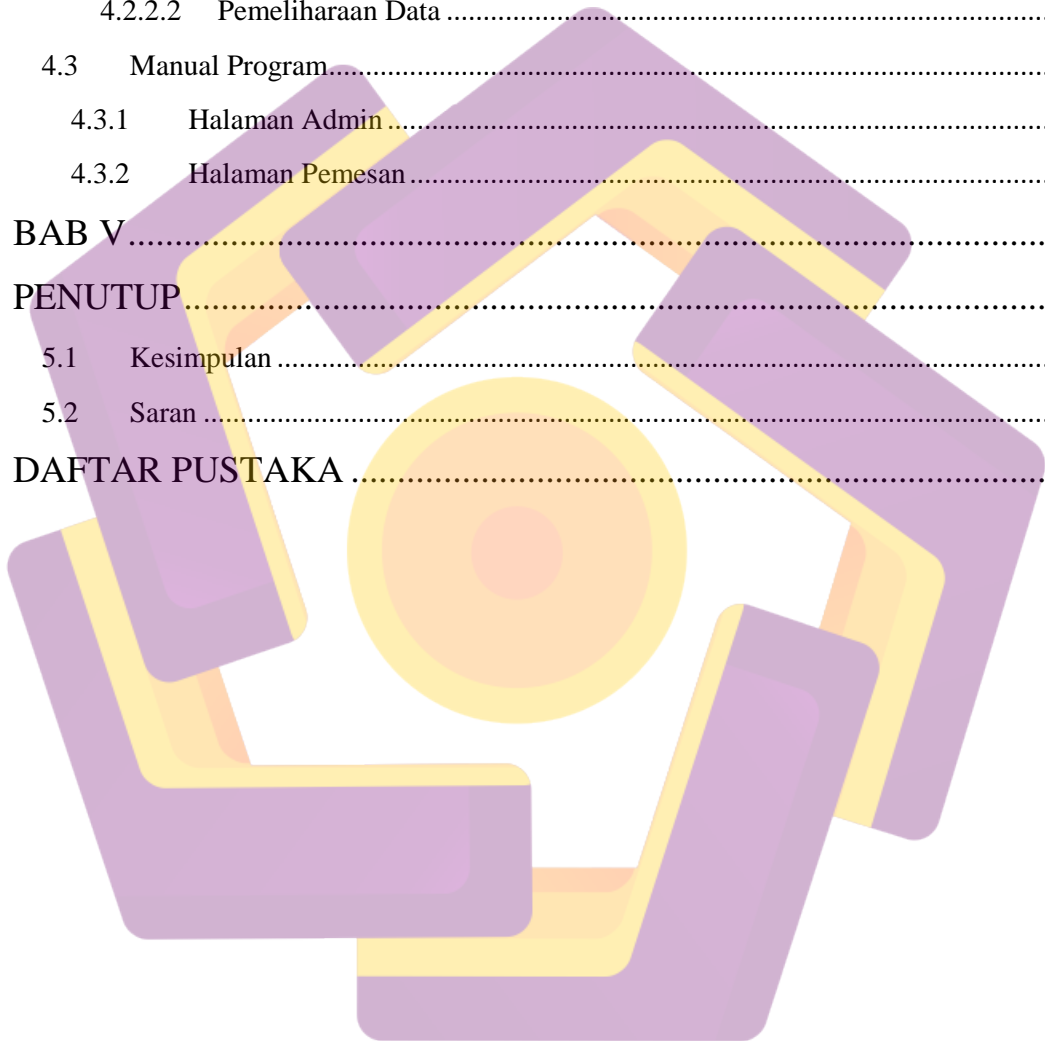 4.2.2.2 Pemeliharaan Data ........................................................................
4.3 Manual Program........................................................................
4.3.1 Halaman Admin ........................................................................
4.3.2 Halaman Pemesan ........................................................................
BAB V........................................................................
PENUTUP ........................................................................
5.1 Kesimpulan ........................................................................
5.2 Saran ........................................................................
DAFTAR PUSTAKA ........................................................................